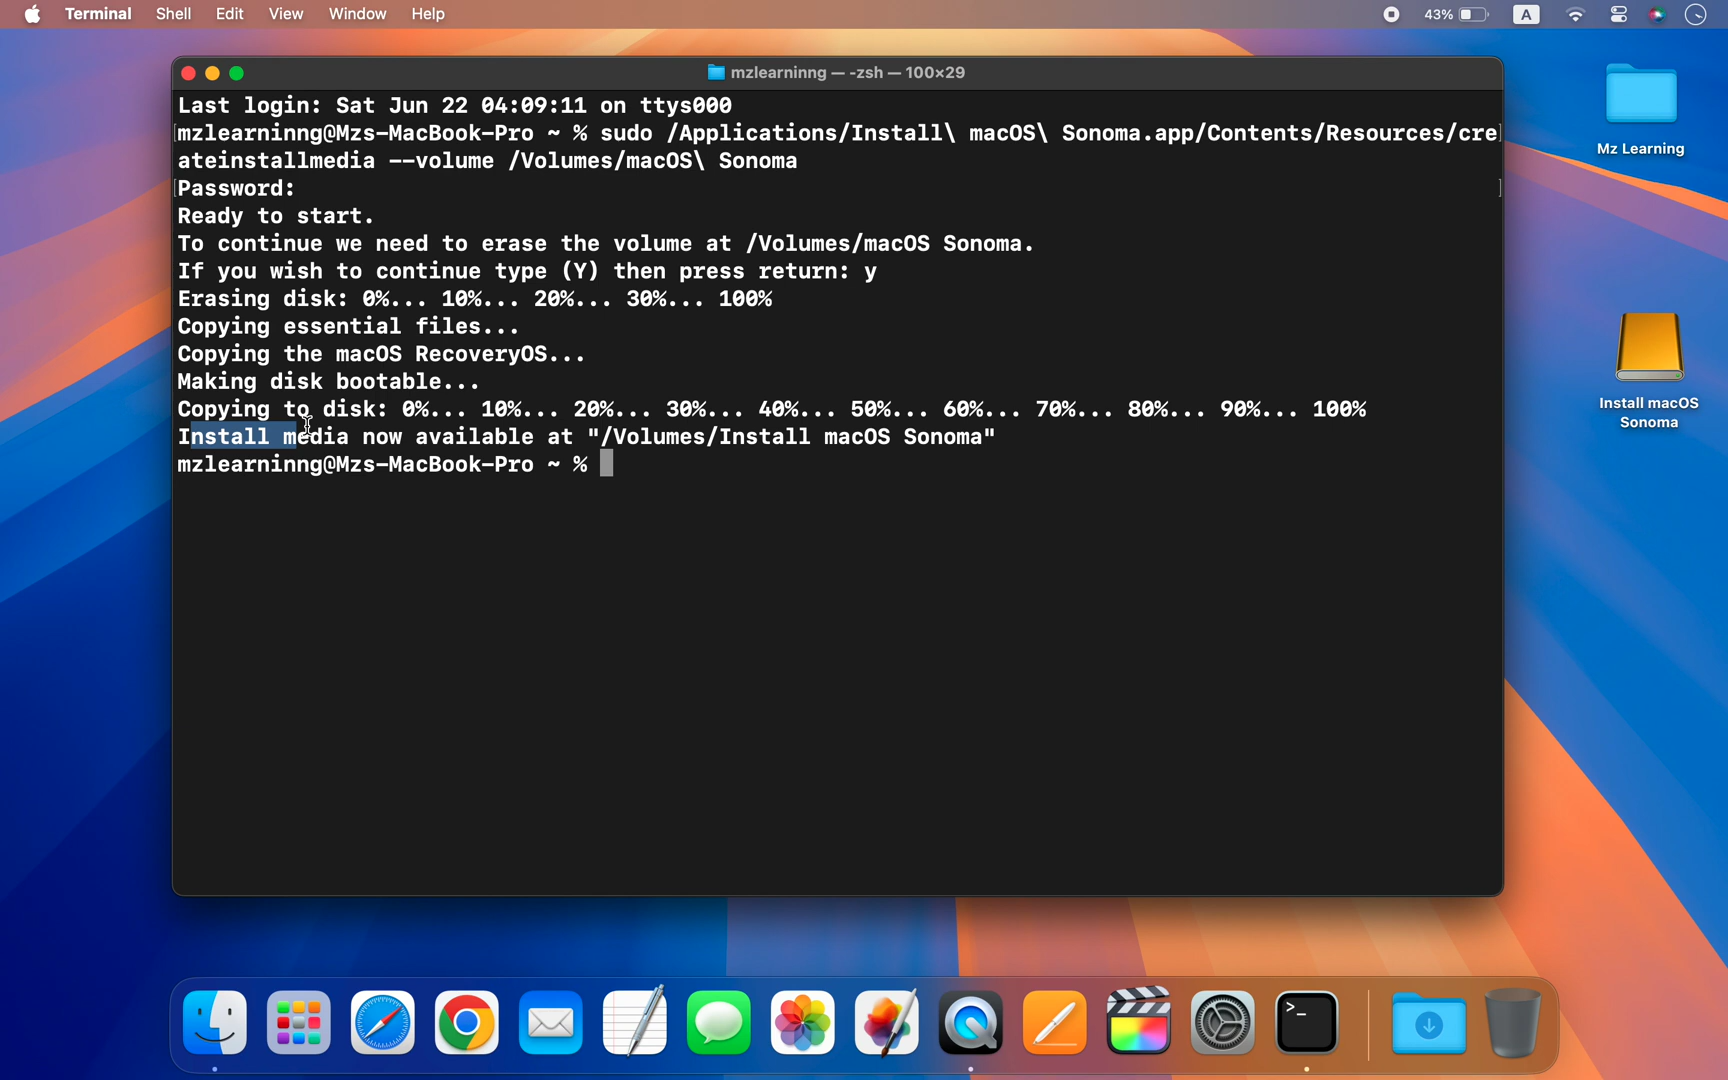 Terminal Shell Edit View Window Help 43% A
mzlearninng — -zsh — 100×29
Last login: Sat Jun 22 04:09:11 on ttys000
[mzlearninng@Mzs-MacBook-Pro ~ % sudo /Applications/Install\ macOS\ Sonoma.app/Contents/Resources/cre]
ateinstallmedia --volume /Volumes/macOS\ Sonoma
[Password: ]
Ready to start.
To continue we need to erase the volume at /Volumes/macOS Sonoma.
If you wish to continue type (Y) then press return: y
Erasing disk: 0%... 10%... 20%... 30%... 100%
Copying essential files...
Copying the macOS RecoveryOS...
Making disk bootable...
Copying to disk: 0%... 10%... 20%... 30%... 40%... 50%... 60%... 70%... 80%... 90%... 100%
Install media now available at "/Volumes/Install macOS Sonoma"
mzlearninng@Mzs-MacBook-Pro ~ %
Mz Learning
Install macOS
Sonoma
>_